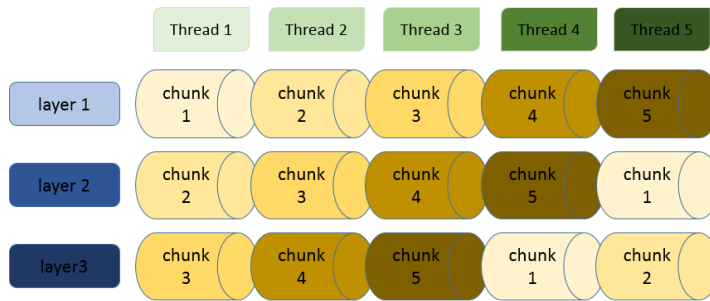 Thread 1 Thread 2 Thread 3 Thread 4 Thread 5
layer 1 chunk 1 chunk 2 chunk 3 chunk 4 chunk 5
layer 2 chunk 2 chunk 3 chunk 4 chunk 5 chunk 1
layer3 chunk 3 chunk 4 chunk 5 chunk 1 chunk 2